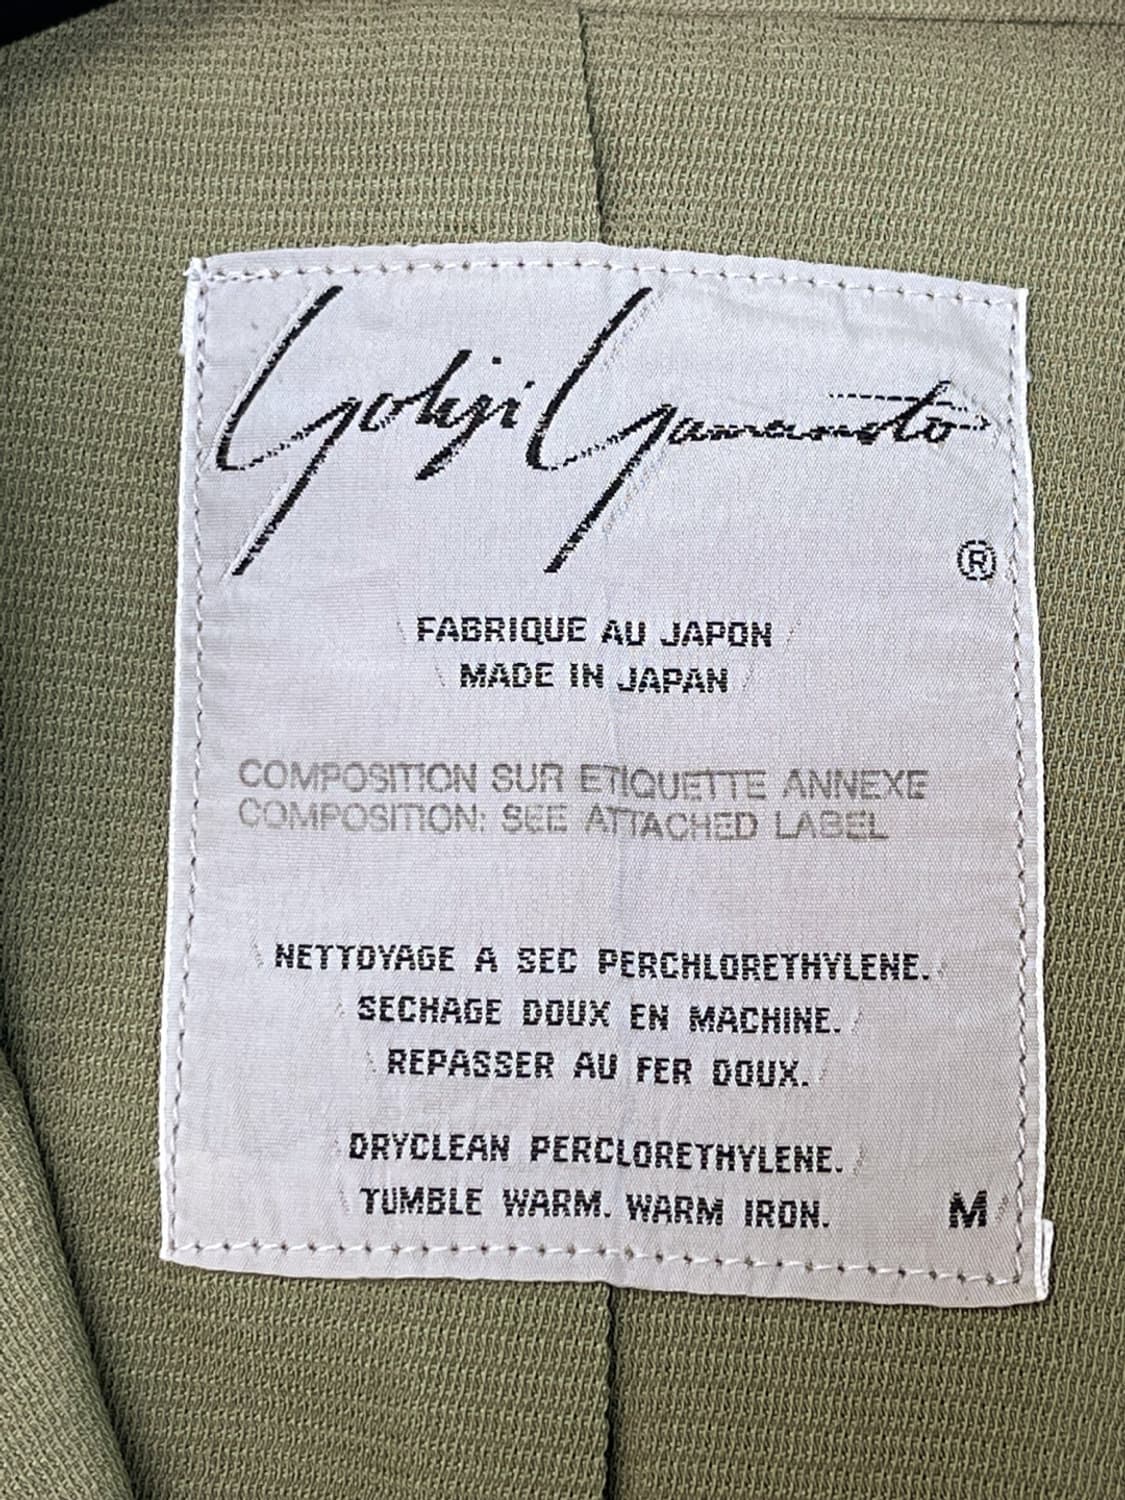 Yohji Yamamoto
®
FABRIQUE AU JAPON
MADE IN JAPAN
COMPOSITION SUR ETIQUETTE ANNEXE
COMPOSITION: SEE ATTACHED LABEL
NETTOYAGE A SEC PERCHLORETHYLENE.
SECHAGE DOUX EN MACHINE.
REPASSER AU FER DOUX.
DRYCLEAN PERCLORETHYLENE.
TUMBLE WARM. WARM IRON. M